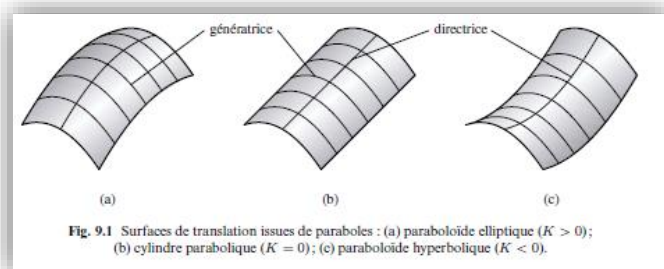 génératrice
directrice
(a)
(b)
(c)
Fig. 9.1 Surfaces de translation issues de paraboles : (a) paraboloïde elliptique (K > 0);
(b) cylindre parabolique (K = 0); (c) paraboloïde hyperbolique (K < 0).